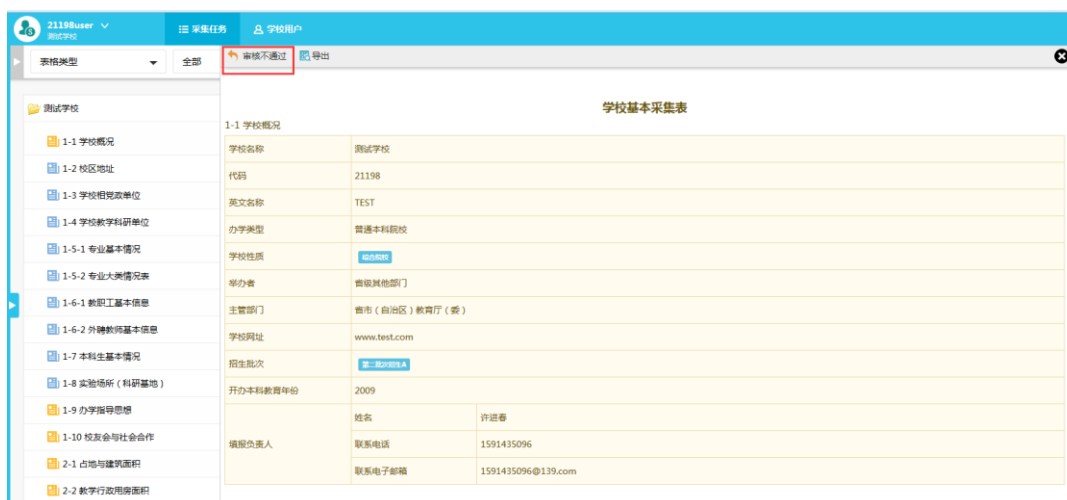 21198user
测试学校
采集任务
学校用户
表格类型
全部
审核不通过
导出
测试学校
1-1 学校概况
1-2 校区地址
1-3 学校相党政单位
1-4 学校教学科研单位
1-5-1 专业基本情况
1-5-2 专业大类情况表
1-6-1 教职工基本信息
1-6-2 外聘教师基本信息
1-7 本科生基本情况
1-8 实验场所（科研基地）
1-9 办学指导思想
1-10 校友会与社会合作
2-1 占地与建筑面积
2-2 教学行政用房面积
学校基本采集表
1-1 学校概况
学校名称 测试学校
代码 21198
英文名称 TEST
办学类型 普通本科院校
学校性质 综合院校
举办者 省级其他部门
主管部门 省市（自治区）教育厅（委）
学校网址 www.test.com
招生批次 第二批次招生A
开办本科教育年份 2009
填报负责人
姓名 许进春
联系电话 1591435096
联系电子邮箱 1591435096@139.com